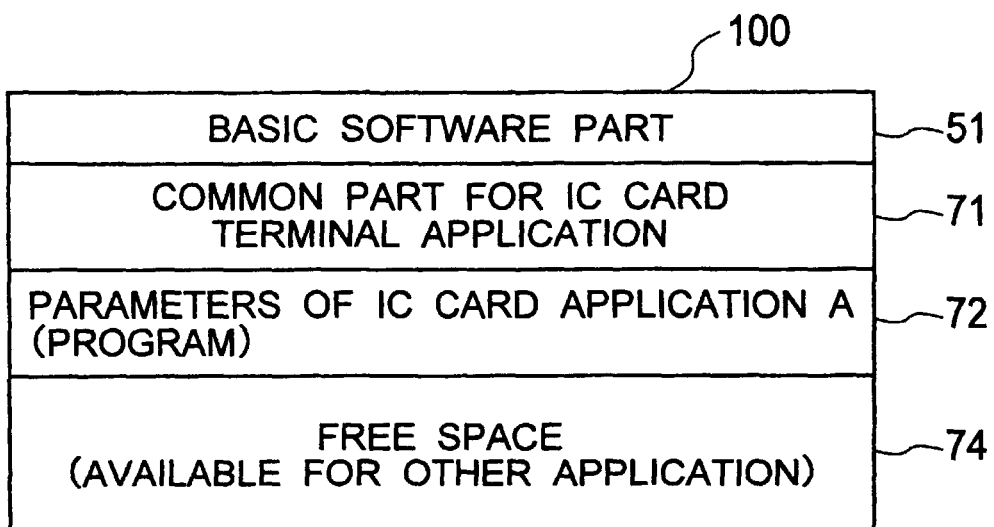 100
BASIC SOFTWARE PART
51
COMMON PART FOR IC CARD
TERMINAL APPLICATION
71
PARAMETERS OF IC CARD APPLICATION A
(PROGRAM)
72
FREE SPACE
(AVAILABLE FOR OTHER APPLICATION)
74